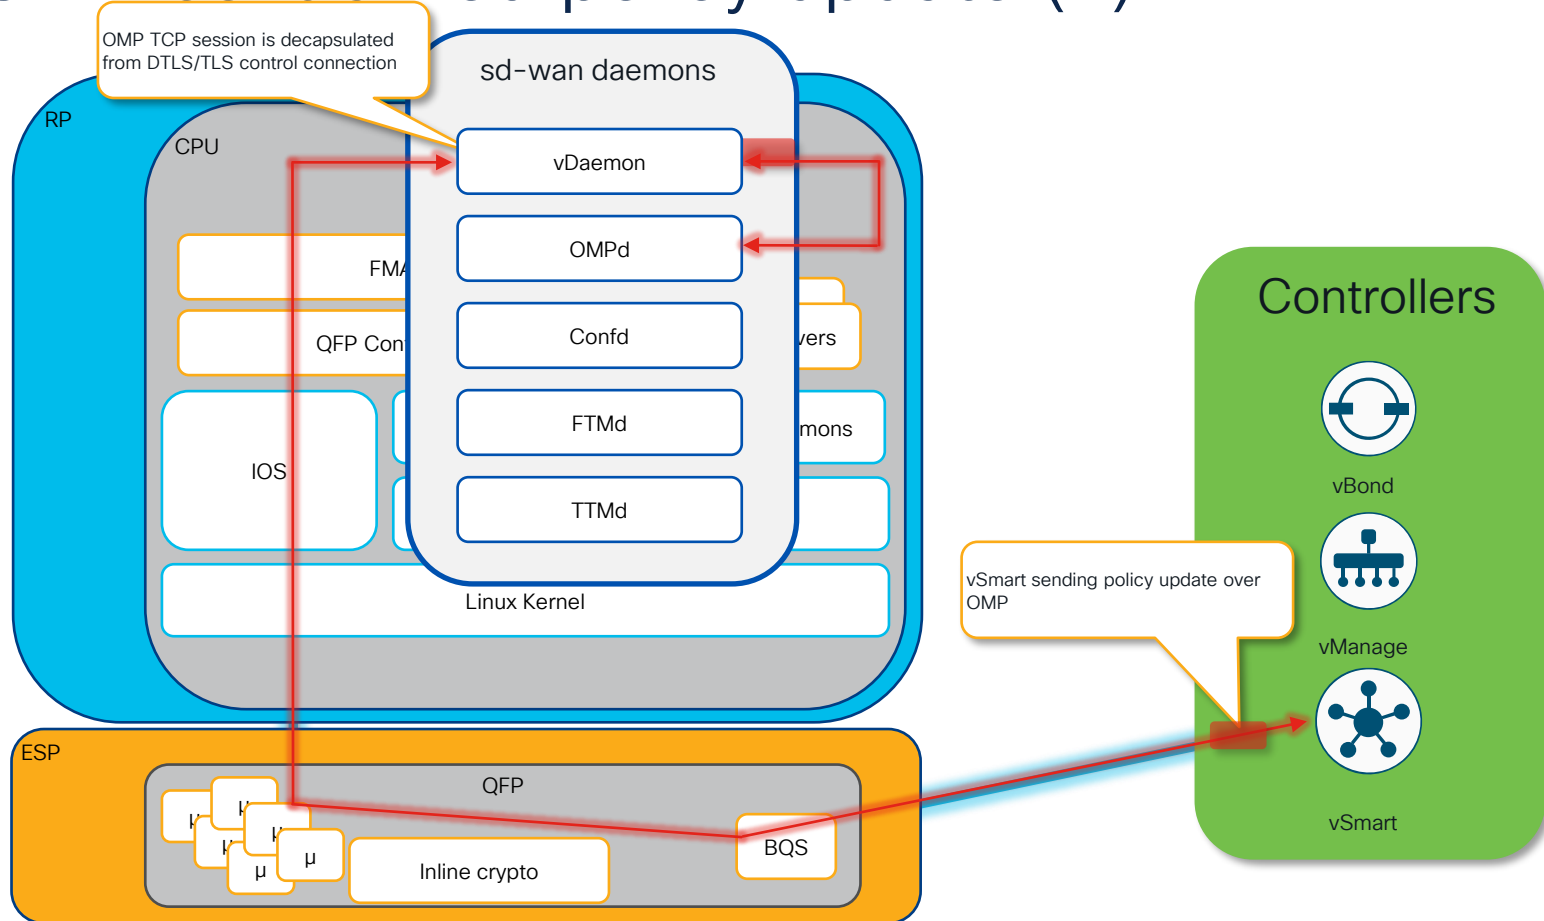 OMP TCP session is decapsulated
from DTLS/TLS control connection
sd-wan daemons
RP
CPU
vDaemon
OMPd
FMA
Confd
QFP Con
vers
FTMd
mons
IOS
TTMd
Linux Kernel
Controllers
vBond
vSmart sending policy update over
OMP
vManage
vSmart
ESP
QFP
µ
µ
µ
µ
µ
µ
Inline crypto
BQS